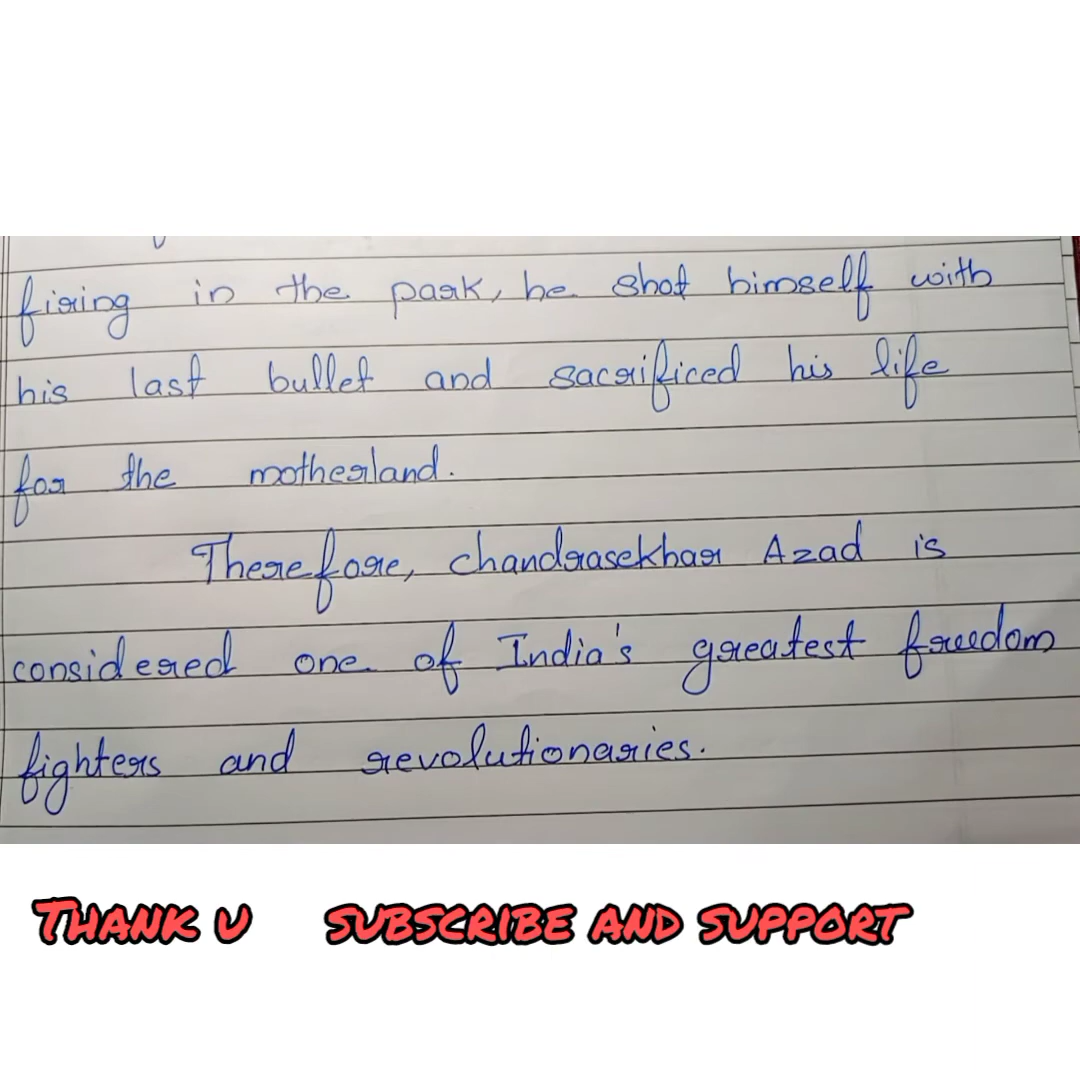 firing in the park, he shot himself with
his last bullet and sacrificed his life
for the motherland.
Therefore, chandrasekhar Azad is
considered one of India's greatest freedom
fighters and revolutionaries.
THANK U SUBSCRIBE AND SUPPORT